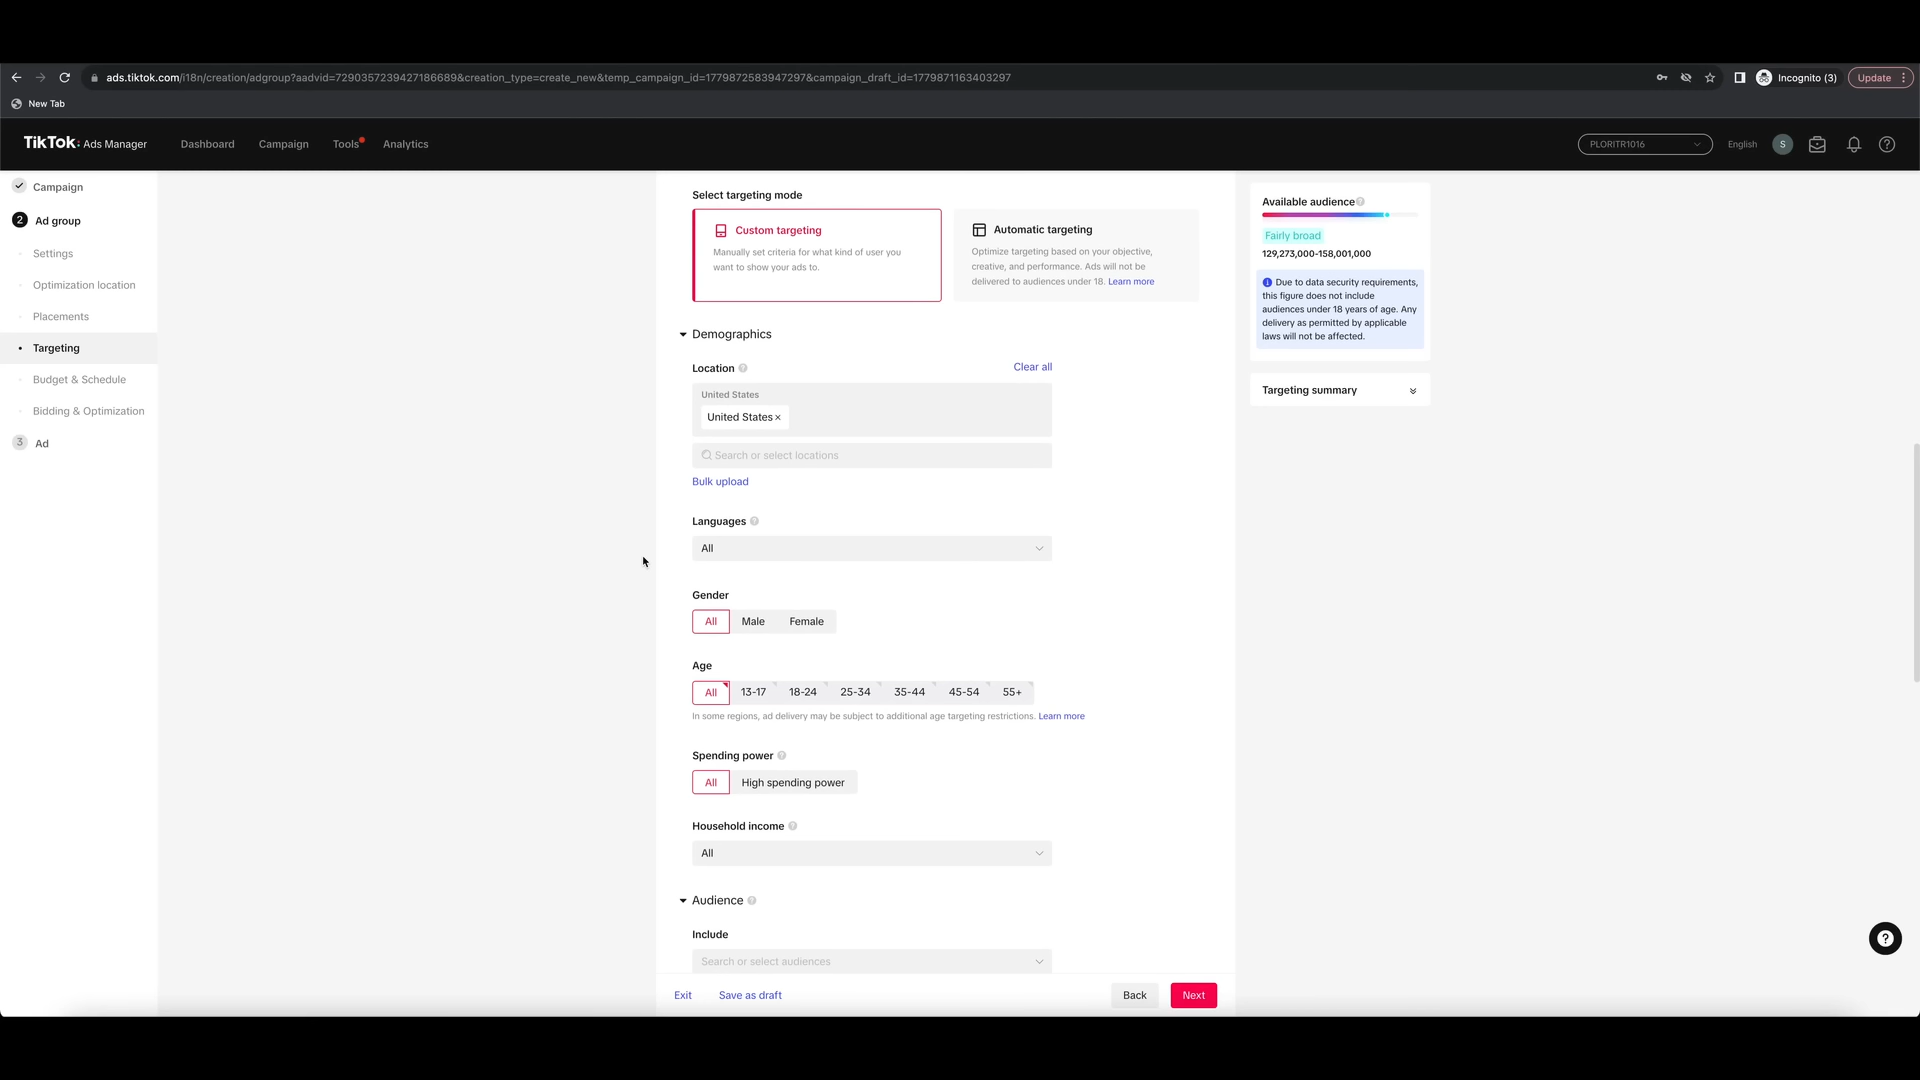 ads.tiktok.com/i18n/creation/adgroup?aadvid=7290357239427186689&creation_type=create_new&temp_campaign_id=1779872583947297&campaign_draft_id=1779871163403297
Incognito (3)
Update
New Tab
TikTok: Ads Manager
Dashboard
Campaign
Tools
Analytics
PLORITR1016
English
S
Campaign
2 Ad group
Settings
Optimization location
Placements
Targeting
Budget & Schedule
Bidding & Optimization
3 Ad
Select targeting mode
Custom targeting
Manually set criteria for what kind of user you
want to show your ads to.
Automatic targeting
Optimize targeting based on your objective,
creative, and performance. Ads will not be
delivered to audiences under 18. Learn more
Demographics
Location ?
Clear all
United States
United States ×
Search or select locations
Bulk upload
Languages ?
All
Gender
All Male Female
Age
All 13-17 18-24 25-34 35-44 45-54 55+
In some regions, ad delivery may be subject to additional age targeting restrictions. Learn more
Spending power ?
All High spending power
Household income ?
All
Audience ?
Include
Search or select audiences
Exit
Save as draft
Back
Next
Available audience ?
Fairly broad
129,273,000-158,001,000
Due to data security requirements,
this figure does not include
audiences under 18 years of age. Any
delivery as permitted by applicable
laws will not be affected.
Targeting summary